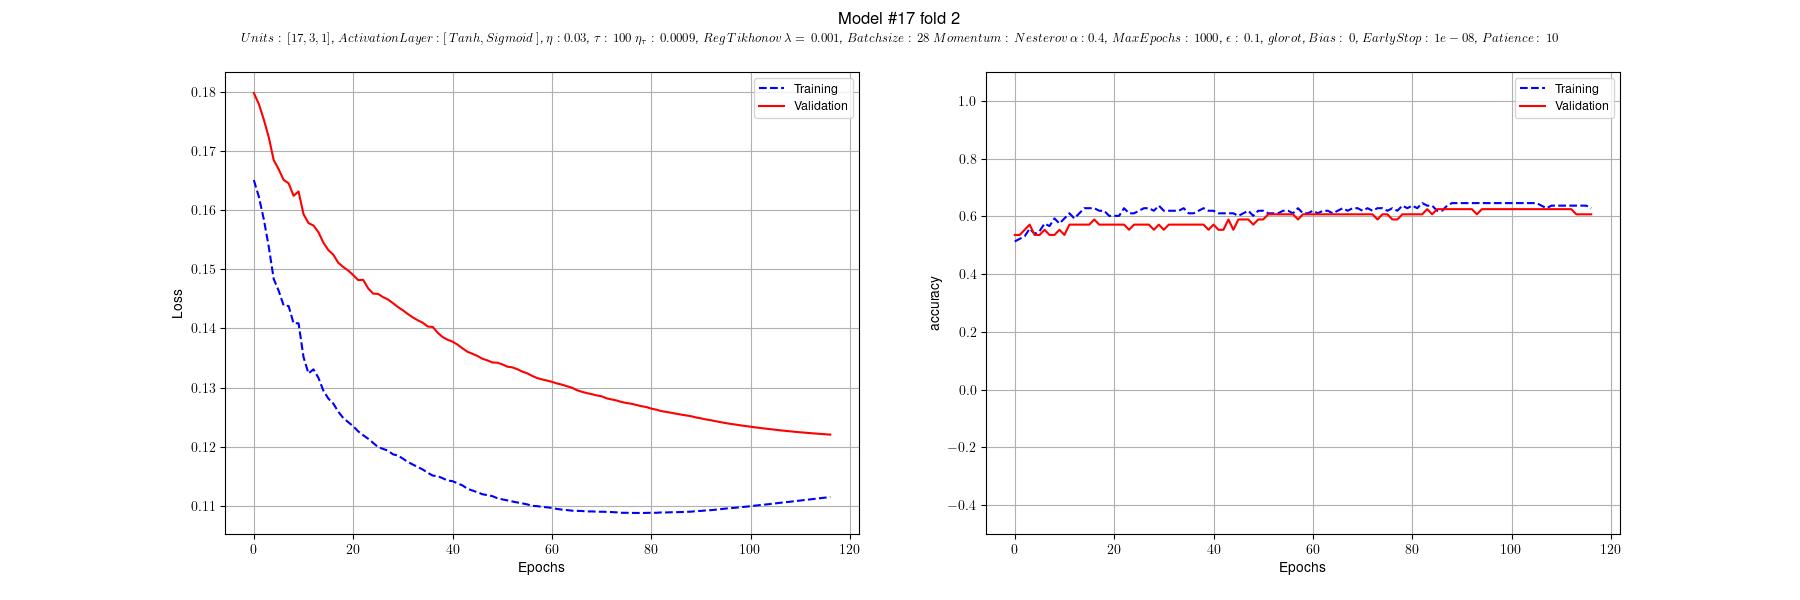 Model #17 fold 2
Units : [17, 3, 1], ActivationLayer : [ Tanh, Sigmoid ], η : 0.03, τ : 100 ητ : 0.0009, RegTikhonov λ = 0.001, Batchsize : 28 Momentum : Nesterov α : 0.4, MaxEpochs : 1000, ϵ : 0.1, glorot, Bias : 0, EarlyStop : 1e − 08, Patience : 10
Training
Validation
0.18
0.17
0.16
0.15
0.14
0.13
0.12
0.11
Loss
0 20 40 60 80 100 120
Epochs
Training
Validation
1.0
0.8
0.6
0.4
0.2
0.0
−0.2
−0.4
accuracy
0 20 40 60 80 100 120
Epochs